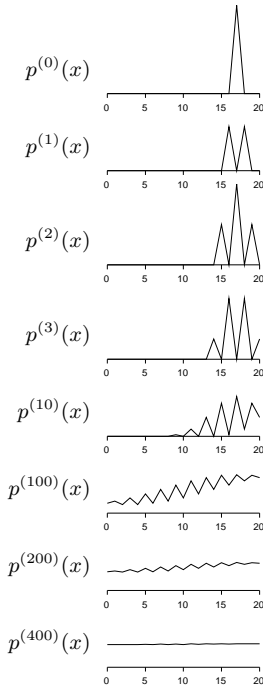 p^{(0)}(x)
0 5 10 15 20
p^{(1)}(x)
0 5 10 15 20
p^{(2)}(x)
0 5 10 15 20
p^{(3)}(x)
0 5 10 15 20
p^{(10)}(x)
0 5 10 15 20
p^{(100)}(x)
0 5 10 15 20
p^{(200)}(x)
0 5 10 15 20
p^{(400)}(x)
0 5 10 15 20